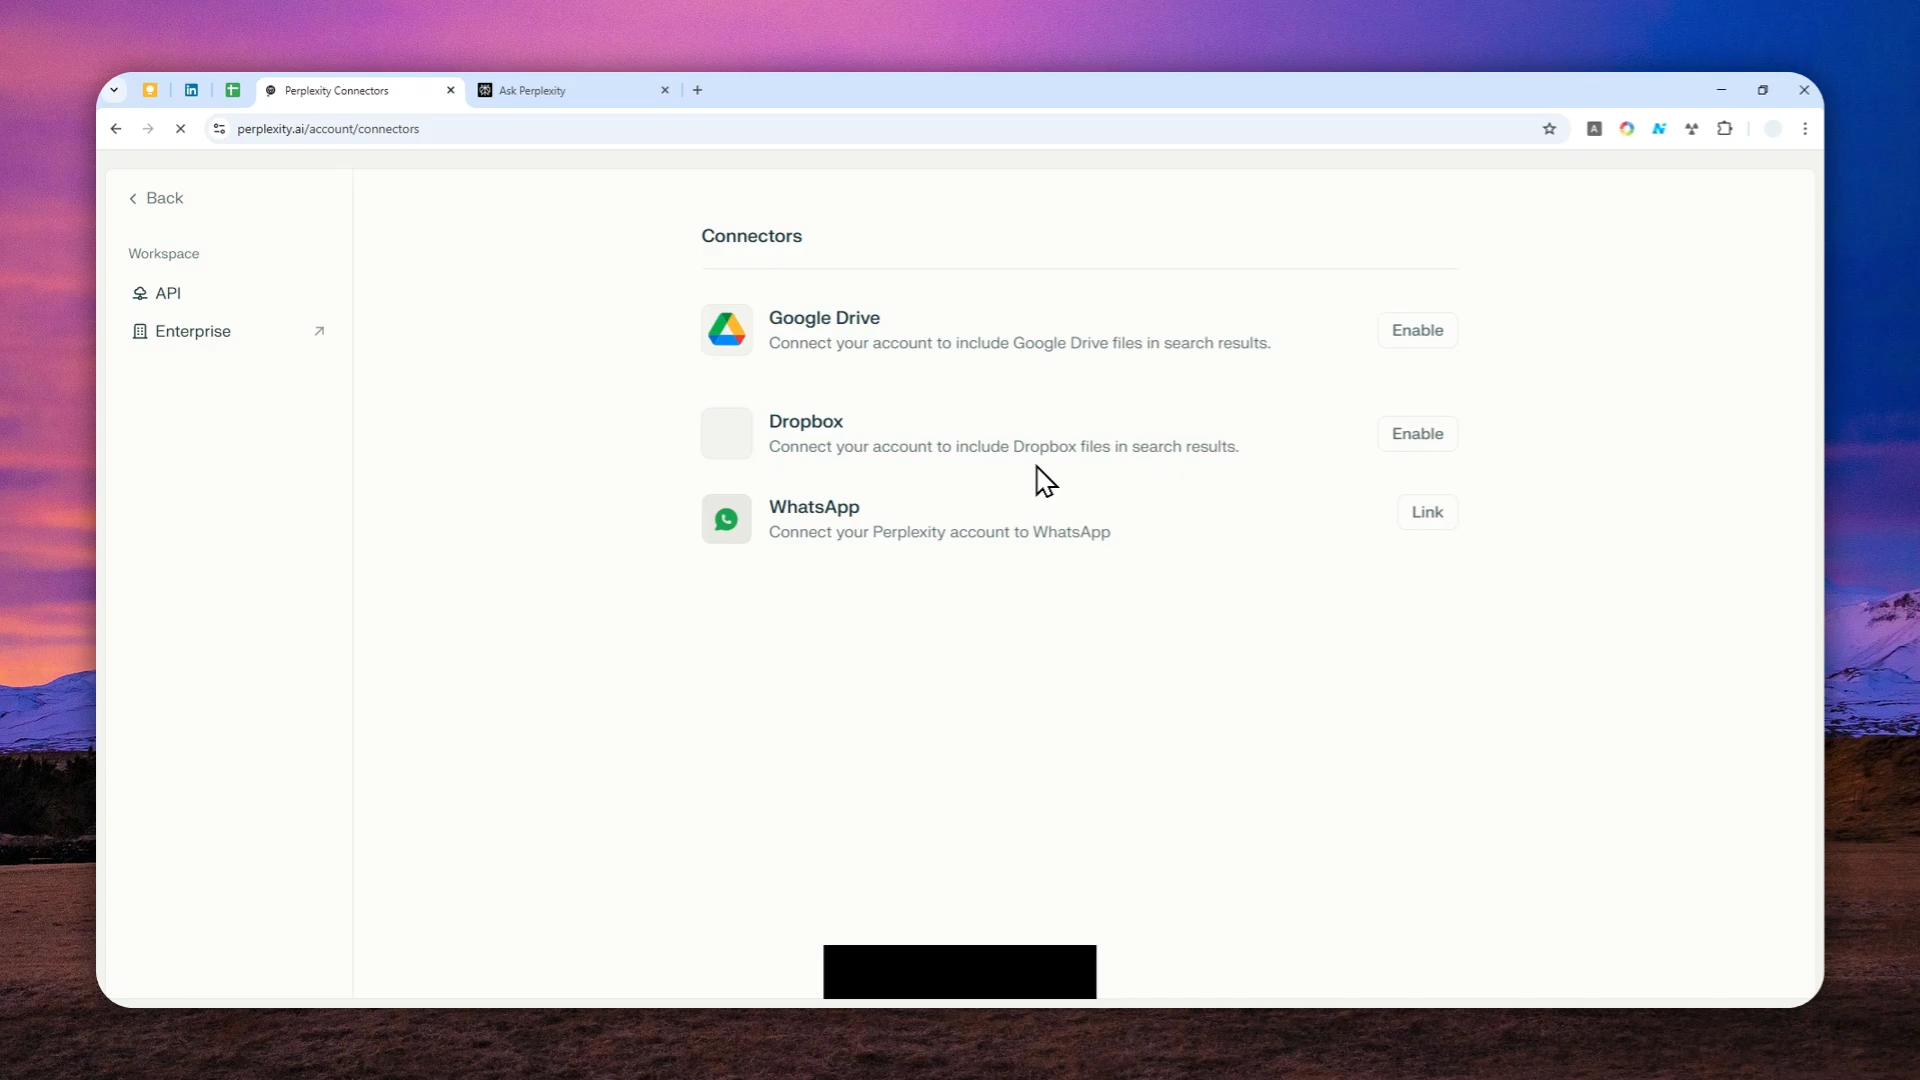 Perplexity Connectors
Ask Perplexity
perplexity.ai/account/connectors
Back
Workspace
API
Enterprise
Connectors
Google Drive
Connect your account to include Google Drive files in search results.
Enable
Dropbox
Connect your account to include Dropbox files in search results.
Enable
WhatsApp
Connect your Perplexity account to WhatsApp
Link